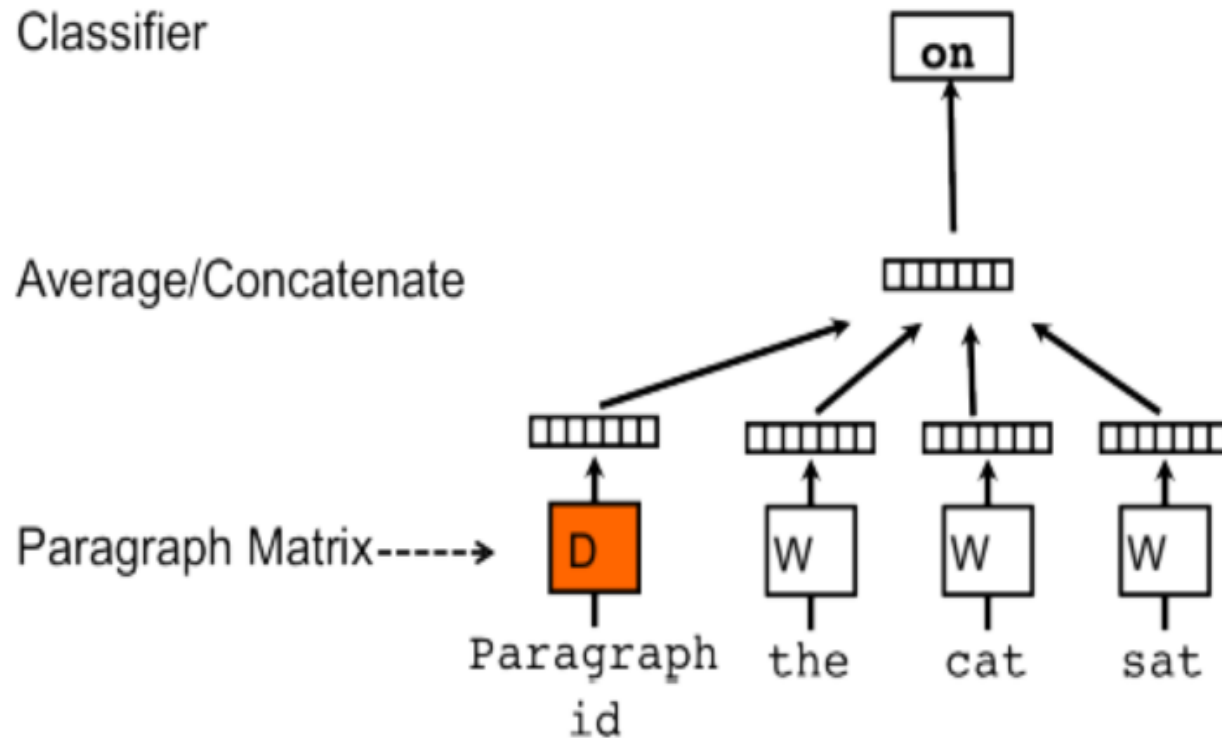 Classifier
on
Average/Concatenate
Paragraph Matrix
D
W
W
W
Paragraph
id
the
cat
sat